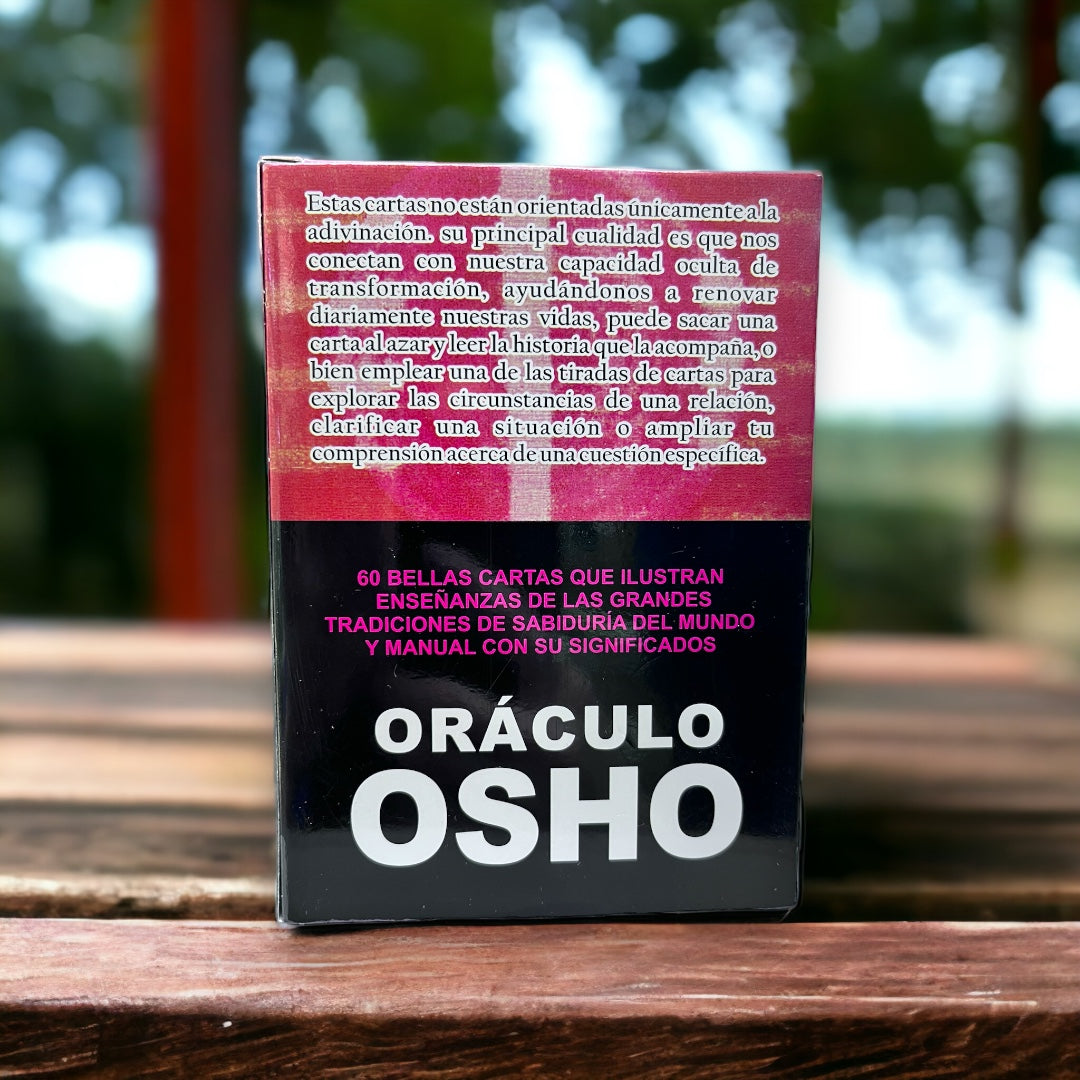 Estas cartas no están orientadas únicamente a la
adivinación. su principal cualidad es que nos
conectan con nuestra capacidad oculta de
transformación, ayudándonos a renovar
diariamente nuestras vidas, puede sacar una
carta al azar y leer la historia que la acompaña, o
bien emplear una de las tiradas de cartas para
explorar las circunstancias de una relación,
clarificar una situación o ampliar tu
comprensión acerca de una cuestión específica.
60 BELLAS CARTAS QUE ILUSTRAN
ENSEÑANZAS DE LAS GRANDES
TRADICIONES DE SABIDURÍA DEL MUNDO
Y MANUAL CON SU SIGNIFICADOS
ORÁCULO
OSHO